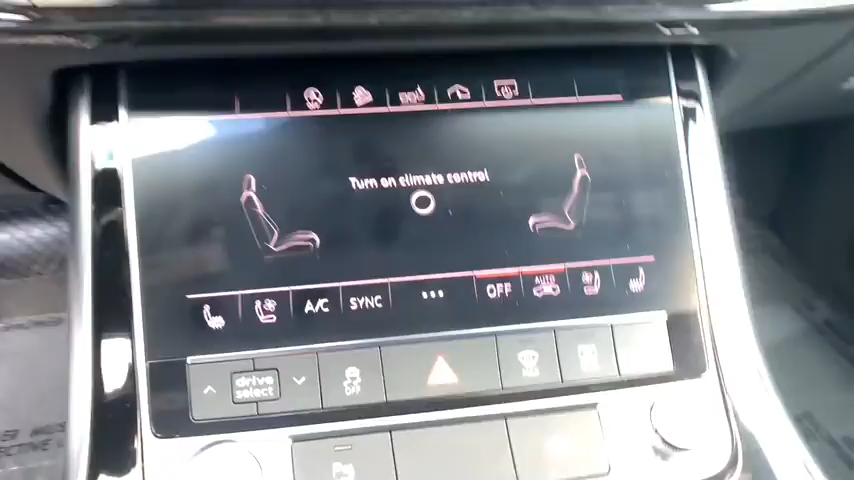 Turn on climate control
A/C
SYNC
OFF
AUTO
drive
select
OFF